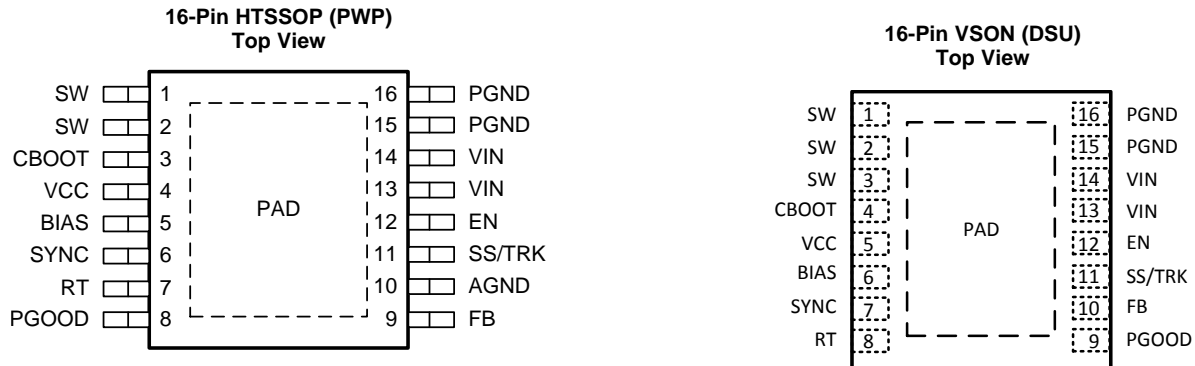 16-Pin HTSSOP (PWP)
Top View
SW 1 16 PGND
SW 2 15 PGND
CBOOT 3 14 VIN
VCC 4 13 VIN
BIAS 5 PAD 12 EN
SYNC 6 11 SS/TRK
RT 7 10 AGND
PGOOD 8 9 FB
16-Pin VSON (DSU)
Top View
SW 1 16 PGND
SW 2 15 PGND
SW 3 14 VIN
CBOOT 4 13 VIN
VCC 5 PAD 12 EN
BIAS 6 11 SS/TRK
SYNC 7 10 FB
RT 8 9 PGOOD